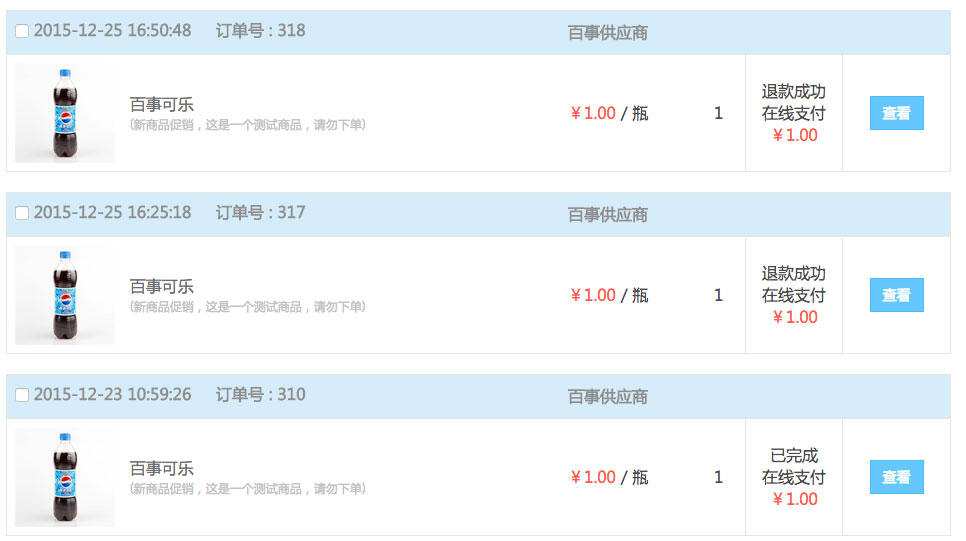 2015-12-25 16:50:48 订单号 : 318 百事供应商
百事可乐
(新商品促销，这是一个测试商品，请勿下单)
¥ 1.00 / 瓶
1
退款成功
在线支付
¥ 1.00
查看
2015-12-25 16:25:18 订单号 : 317 百事供应商
百事可乐
(新商品促销，这是一个测试商品，请勿下单)
¥ 1.00 / 瓶
1
退款成功
在线支付
¥ 1.00
查看
2015-12-23 10:59:26 订单号 : 310 百事供应商
百事可乐
(新商品促销，这是一个测试商品，请勿下单)
¥ 1.00 / 瓶
1
已完成
在线支付
¥ 1.00
查看